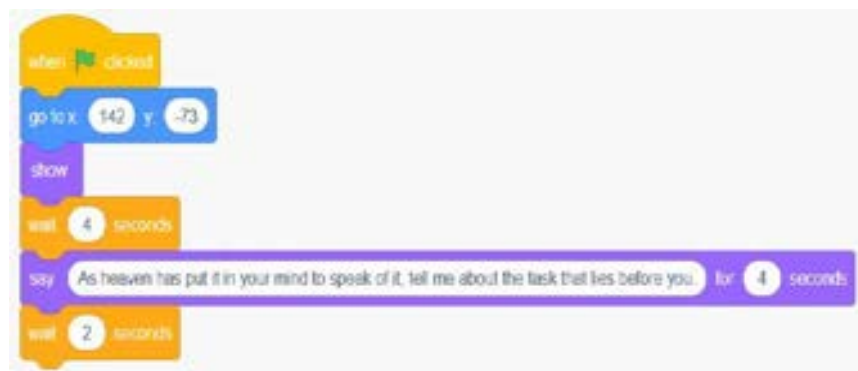 when clicked
go to x: 142 y: -73
show
wait 4 seconds
say As heaven has put it in your mind to speak of it, tell me about the task that lies before you. for 4 seconds
wait 2 seconds